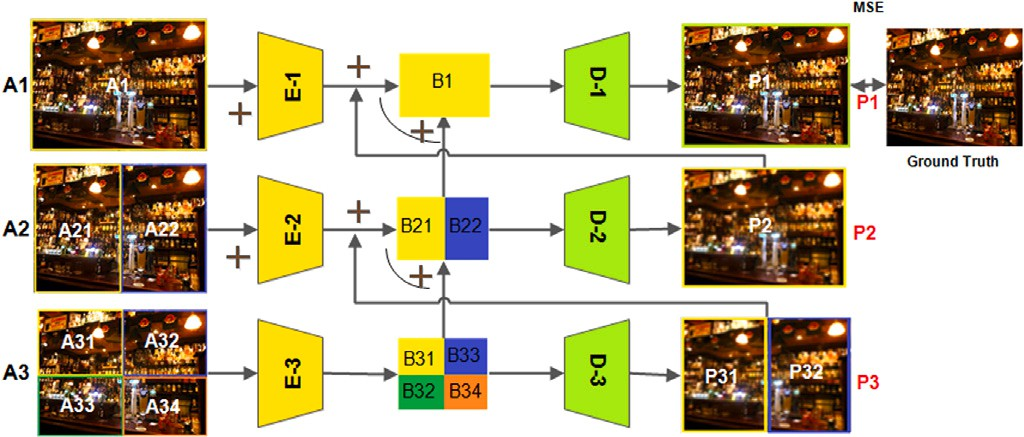 MSE
A1
A1
+
E-1
+
B1
+
D-1
P1
P1
Ground Truth
A2
A21
A22
+
E-2
+
B21
B22
+
D-2
P2
P2
A3
A31
A32
A33
A34
E-3
B31
B33
B32
B34
D-3
P31
P32
P3